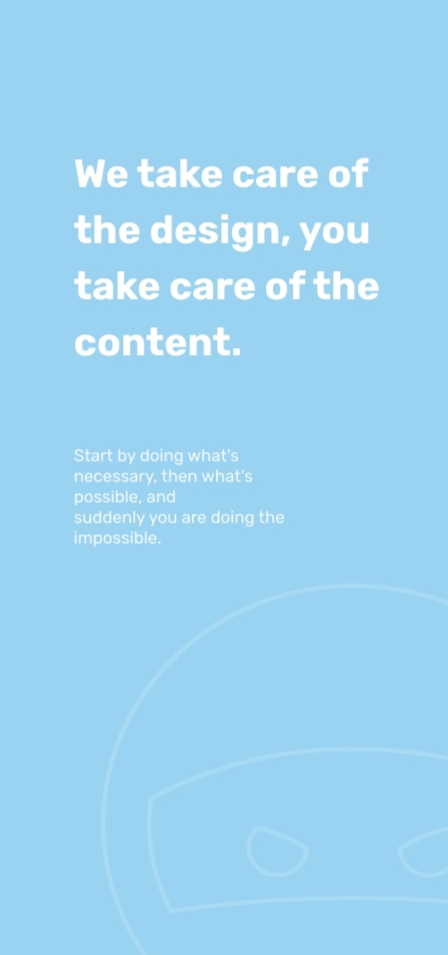 We take care of
the design, you
take care of the
content.
Start by doing what's
necessary, then what's
possible, and
suddenly you are doing the
impossible.